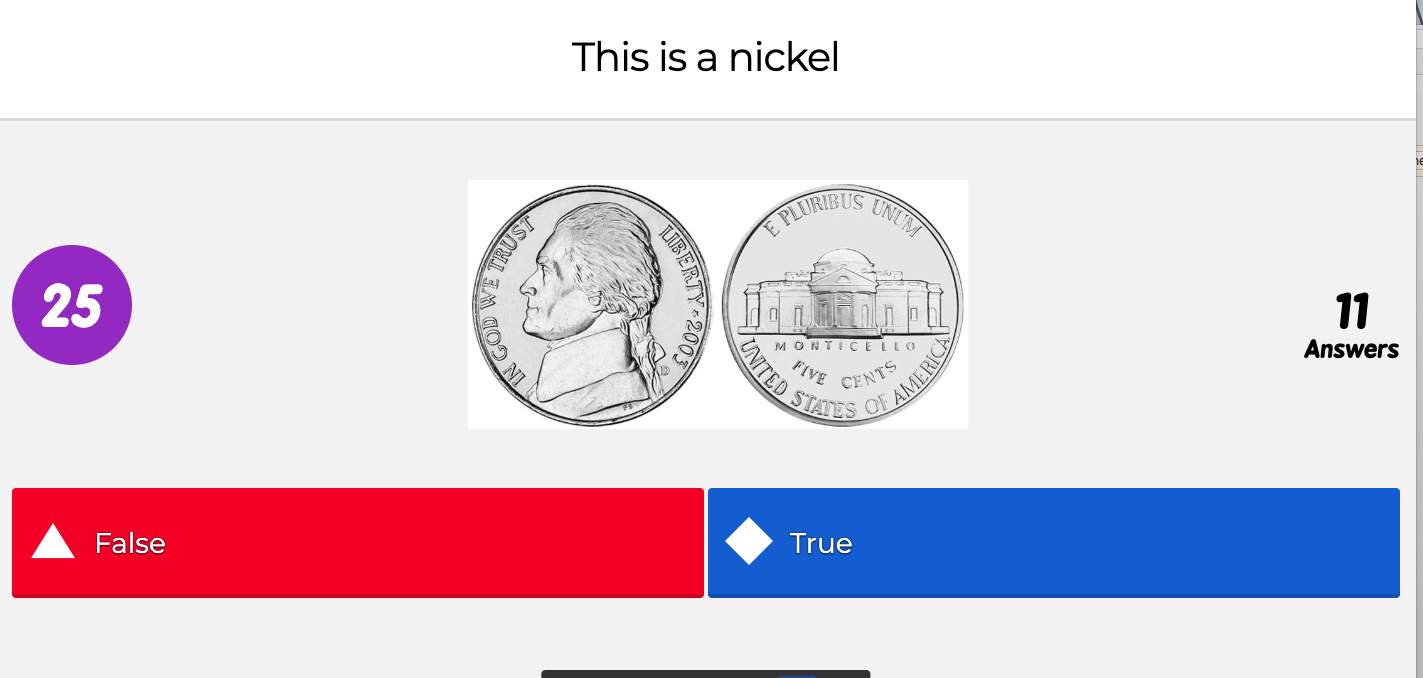 This is a nickel
25
IN GOD WE TRUST
LIBERTY * 2003
D
FS
E PLURIBUS UNUM
MONTICELLO
FIVE CENTS
UNITED STATES OF AMERICA
11
Answers
False
True